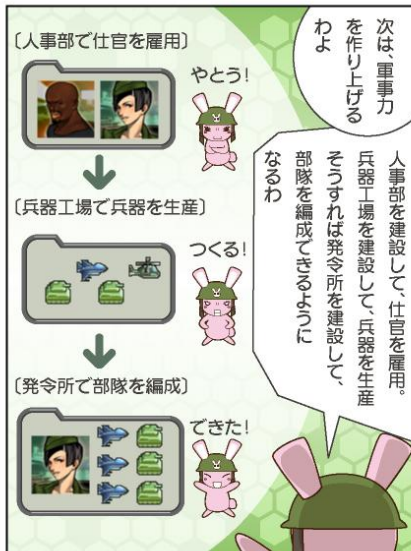 次は、軍事力
を作り上げる
わよ
人事部を建設して、仕官を雇用。
兵器工場を建設して、兵器を生産
そうすれば発令所を建設して、
部隊を編成できるように
なるわ
〔人事部で仕官を雇用〕
やとう!
〔兵器工場で兵器を生産〕
つくる!
〔発令所で部隊を編成〕
できた!